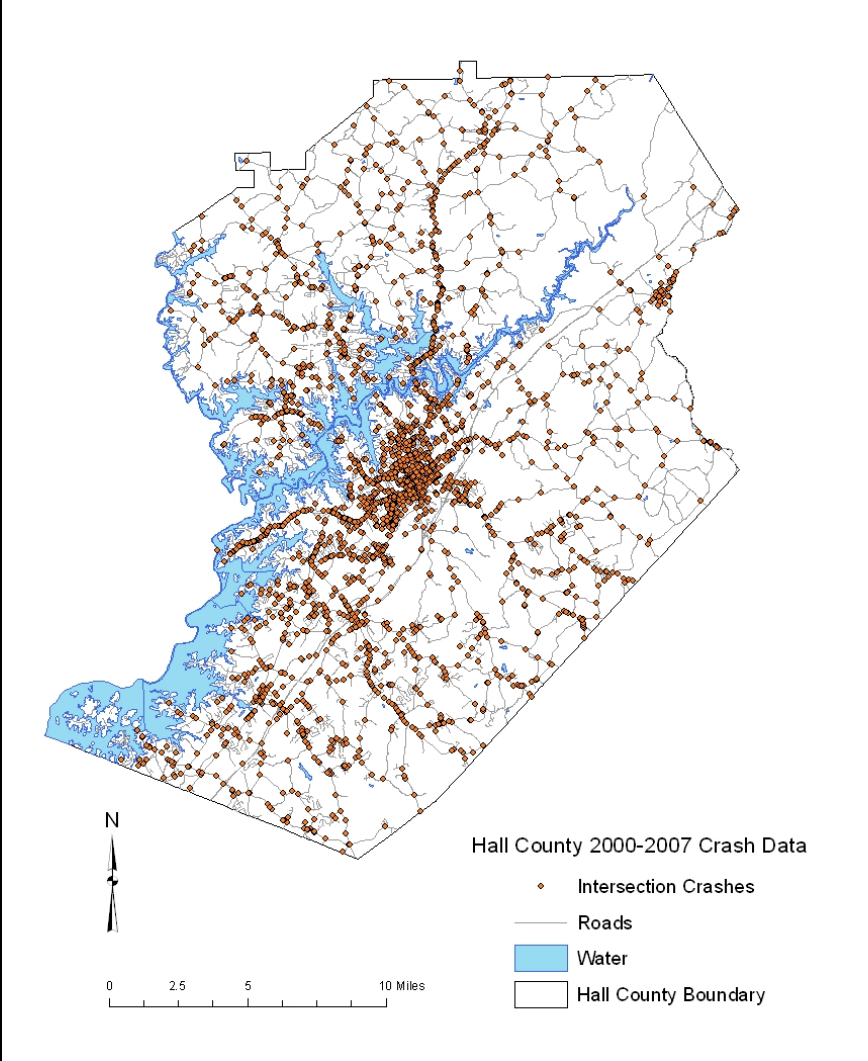 N
0 2.5 5 10 Miles
Hall County 2000-2007 Crash Data
Intersection Crashes
Roads
Water
Hall County Boundary